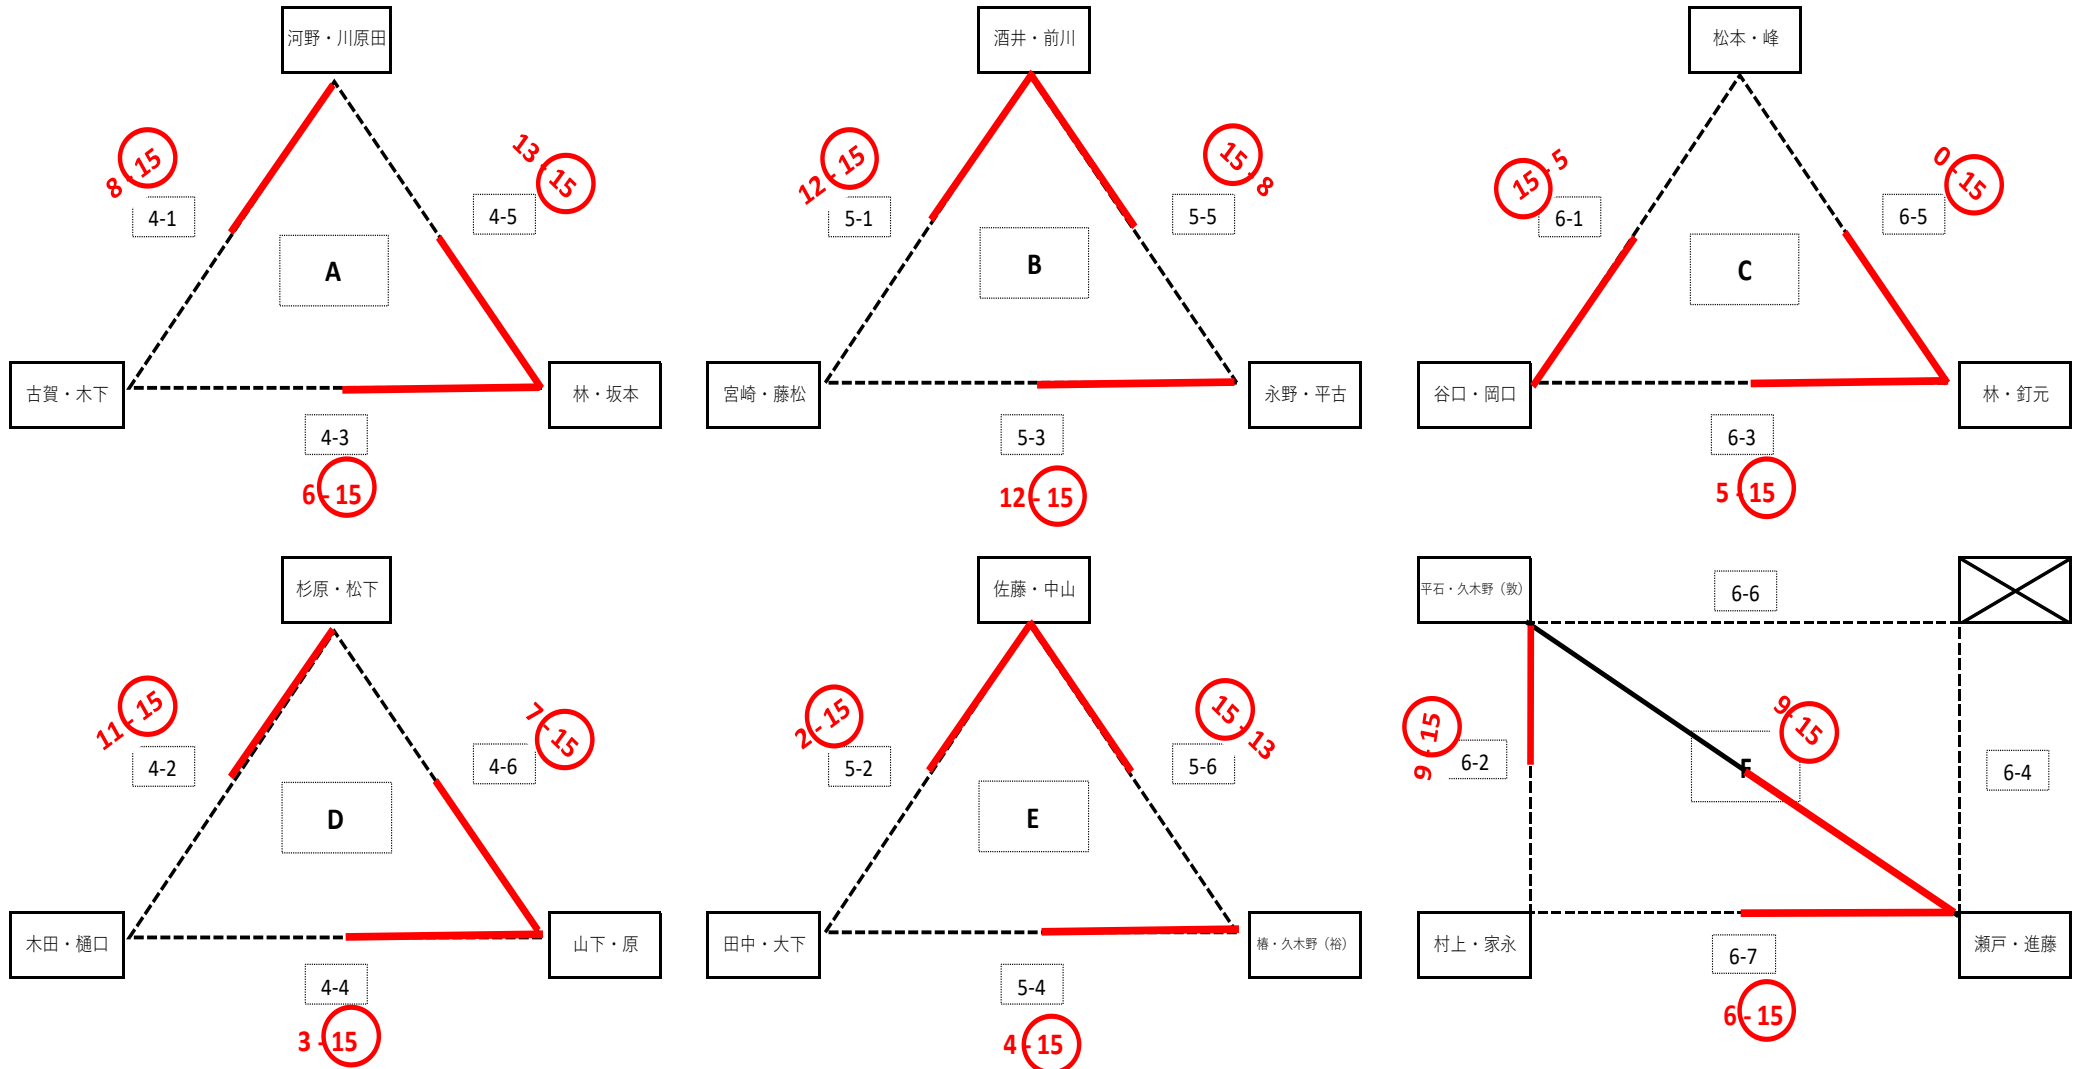 河野・川原田
8 - 15
4-1
13 - 15
4-5
A
古賀・木下
林・坂本
4-3
6 - 15
酒井・前川
12 - 15
5-1
15 - 8
5-5
B
宮崎・藤松
永野・平古
5-3
12 - 15
松本・峰
15 - 5
6-1
0 - 15
6-5
C
谷口・岡口
林・釘元
6-3
5 - 15
杉原・松下
11 - 15
4-2
7 - 15
4-6
D
木田・樋口
山下・原
4-4
3 - 15
佐藤・中山
2 - 15
5-2
15 - 13
5-6
E
田中・大下
椿・久木野（裕）
5-4
4 - 15
平石・久木野（敦）
6-6
9 - 15
6-2
9 - 15
F
6-4
村上・家永
瀬戸・進藤
6-7
6 - 15